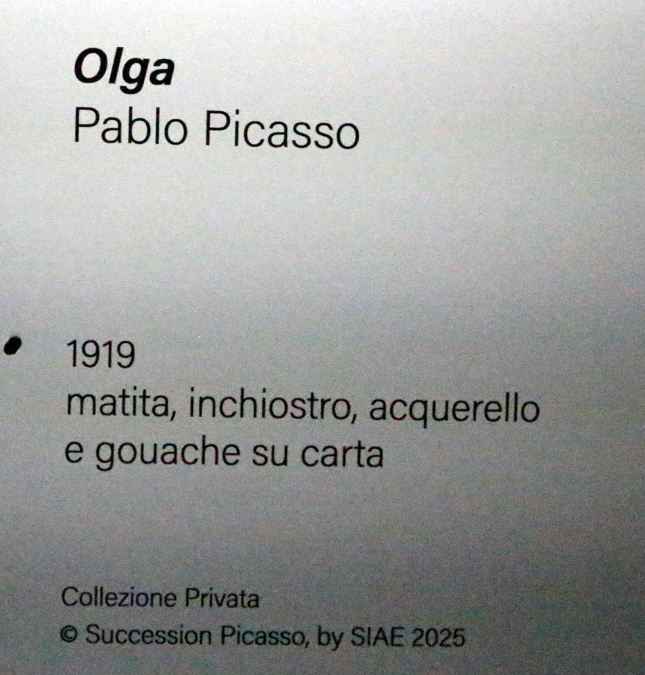 Olga
Pablo Picasso
1919
matita, inchiostro, acquerello
e gouache su carta
Collezione Privata
© Succession Picasso, by SIAE 2025